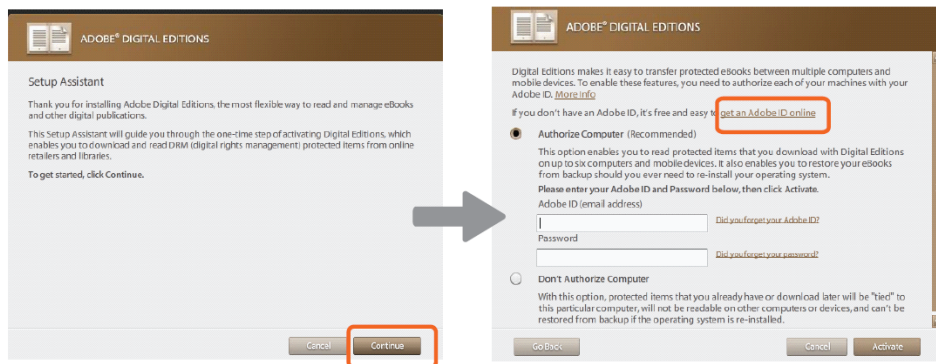 ADOBE® DIGITAL EDITIONS
Setup Assistant
Thank you for installing Adobe Digital Editions, the most flexible way to read and manage eBooks
and other digital publications.
This Setup Assistant will guide you through the one-time step of activating Digital Editions, which
enables you to download and read DRM (digital rights management) protected items from online
retailers and libraries.
To get started, click Continue.
Cancel
Continue
ADOBE® DIGITAL EDITIONS
Digital Editions makes it easy to transfer protected eBooks between multiple computers and
mobile devices. To enable these features, you need to authorize each of your machines with your
Adobe ID. More Info
If you don't have an Adobe ID, it's free and easy to get an Adobe ID online
Authorize Computer (Recommended)
This option enables you to read protected items that you download with Digital Editions
on up to six computers and mobile devices. It also enables you to restore your eBooks
from backup should you ever need to re-install your operating system.
Please enter your Adobe ID and Password below, then click Activate.
Adobe ID (email address)
Did you forget your Adobe ID?
Password
Did you forget your password?
Don't Authorize Computer
With this option, protected items that you already have or download later will be "tied" to
this particular computer, will not be readable on other computers or devices, and can't be
restored from backup if the operating system is re-installed.
Go Back
Cancel
Activate